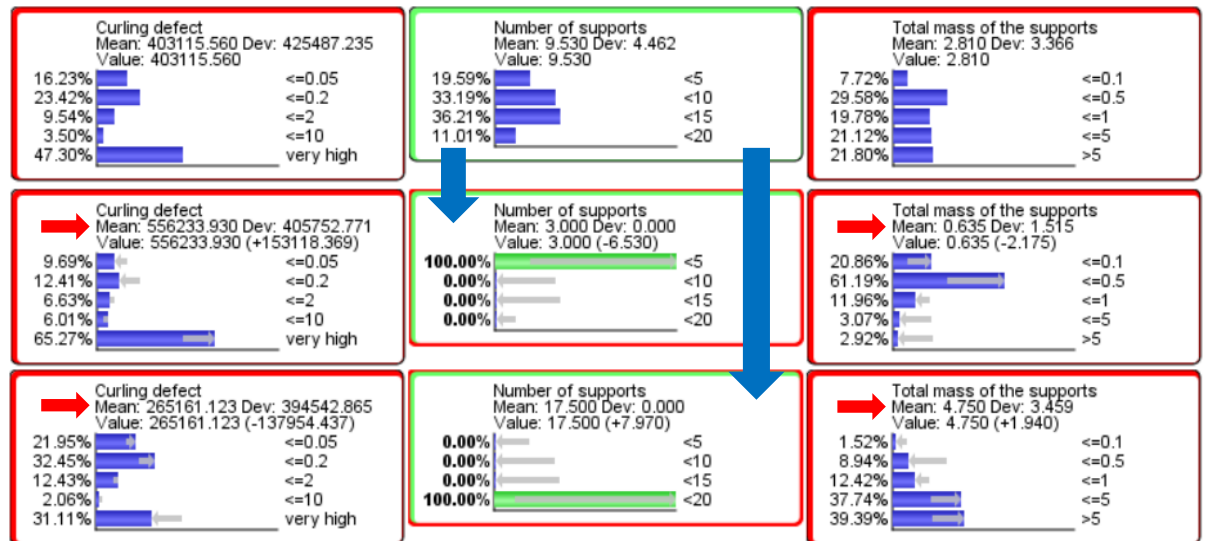 Curling defect
Mean: 403115.560 Dev: 425487.235
Value: 403115.560
16.23% <=0.05
23.42% <=0.2
9.54% <=2
3.50% <=10
47.30% very high
Number of supports
Mean: 9.530 Dev: 4.462
Value: 9.530
19.59% <5
33.19% <10
36.21% <15
11.01% <20
Total mass of the supports
Mean: 2.810 Dev: 3.366
Value: 2.810
7.72% <=0.1
29.58% <=0.5
19.78% <=1
21.12% <=5
21.80% >5
Curling defect
Mean: 556233.930 Dev: 405752.771
Value: 556233.930 (+153118.369)
9.69% <=0.05
12.41% <=0.2
6.63% <=2
6.01% <=10
65.27% very high
Number of supports
Mean: 3.000 Dev: 0.000
Value: 3.000 (-6.530)
100.00% <5
0.00% <10
0.00% <15
0.00% <20
Total mass of the supports
Mean: 0.635 Dev: 1.515
Value: 0.635 (-2.175)
20.86% <=0.1
61.19% <=0.5
11.96% <=1
3.07% <=5
2.92% >5
Curling defect
Mean: 265161.123 Dev: 394542.865
Value: 265161.123 (-137954.437)
21.95% <=0.05
32.45% <=0.2
12.43% <=2
2.06% <=10
31.11% very high
Number of supports
Mean: 17.500 Dev: 0.000
Value: 17.500 (+7.970)
0.00% <5
0.00% <10
0.00% <15
100.00% <20
Total mass of the supports
Mean: 4.750 Dev: 3.459
Value: 4.750 (+1.940)
1.52% <=0.1
8.94% <=0.5
12.42% <=1
37.74% <=5
39.39% >5